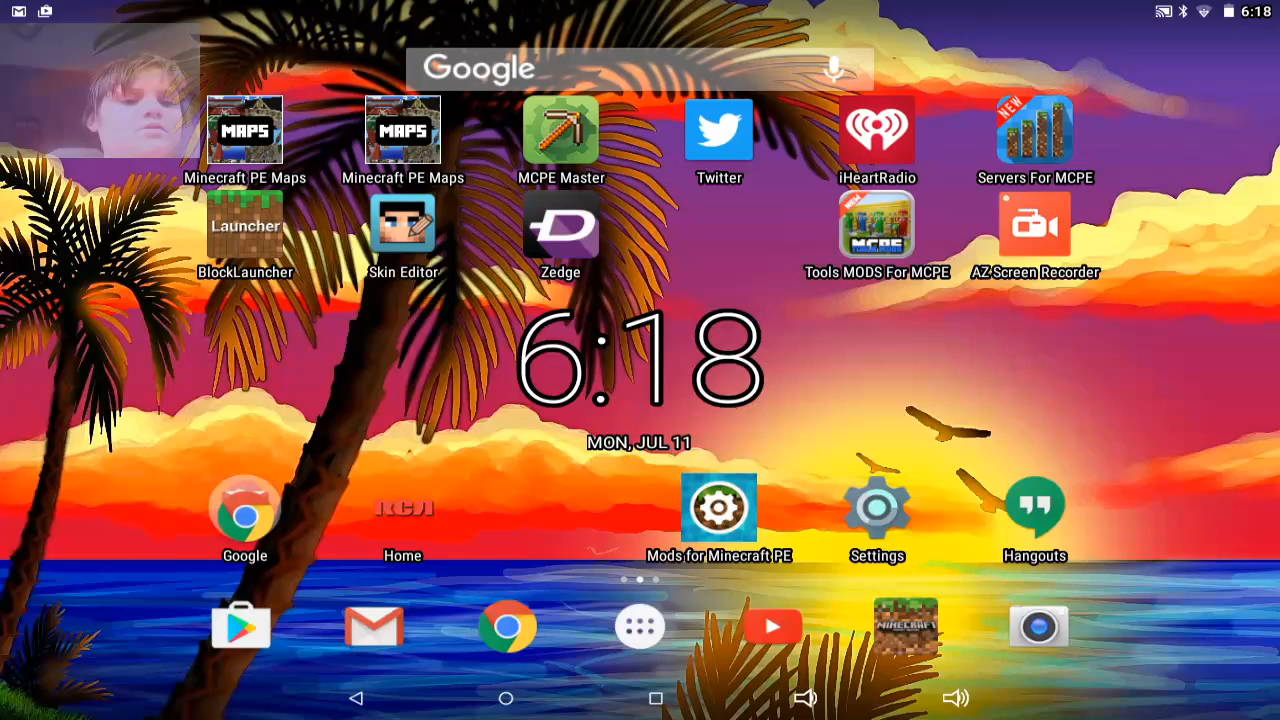 6:18
Google
MAPS
MAPS
NEW
Minecraft PE Maps
Minecraft PE Maps
MCPE Master
Twitter
iHeartRadio
Servers For MCPE
Launcher
NEW
MCPE
BlockLauncher
Skin Editor
Zedge
Tools MODS For MCPE
AZ Screen Recorder
6:18
MON, JUL 11
RCA
Google
Home
Mods for Minecraft PE
Settings
Hangouts
MINECRAFT